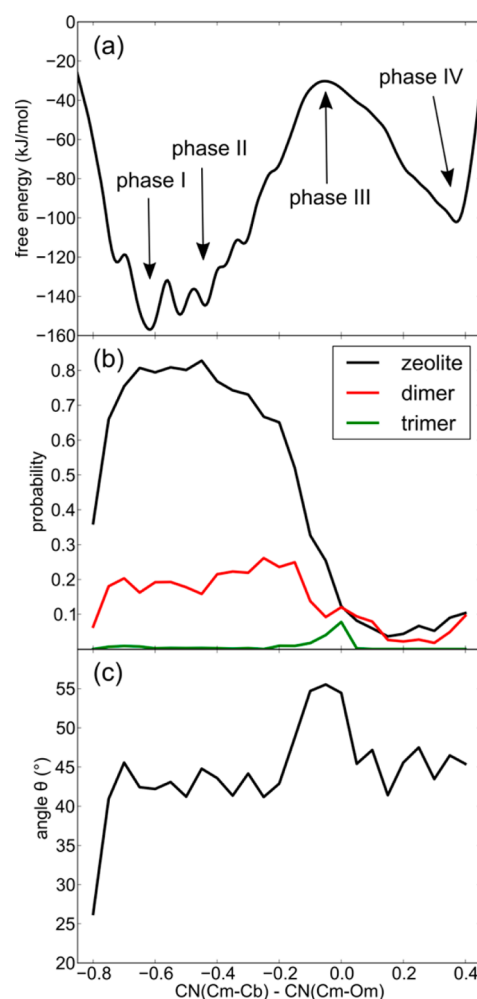 (a)
0
−20
−40
−60
−80
−100
−120
−140
−160
free energy (kJ/mol)
phase I
phase II
phase III
phase IV
(b)
0.8
0.7
0.6
0.5
0.4
0.3
0.2
0.1
probability
zeolite
dimer
trimer
(c)
55
50
45
40
35
30
25
20
angle θ (°)
−0.8 −0.6 −0.4 −0.2 0.0 0.2 0.4
CN(Cm-Cb) - CN(Cm-Om)